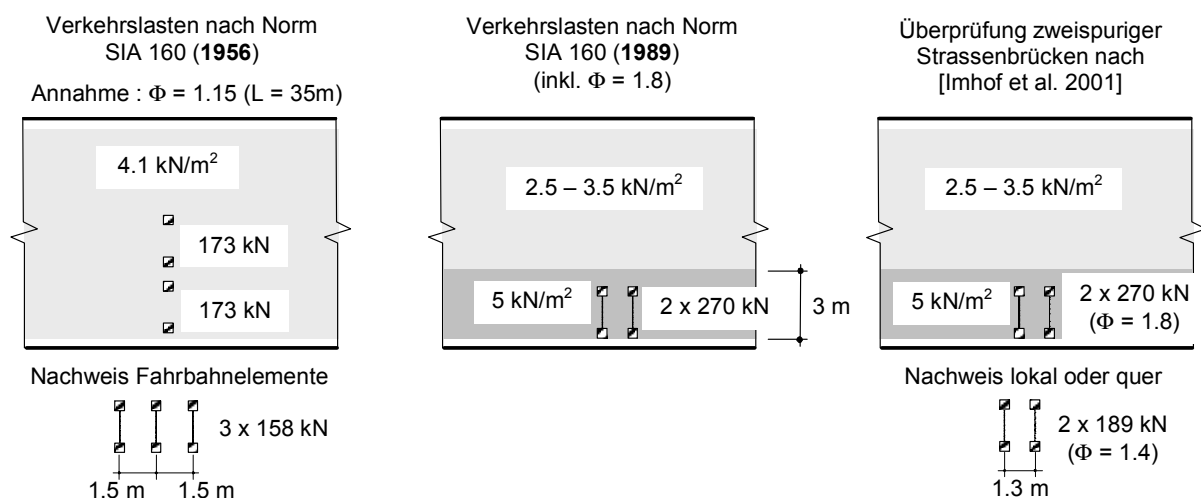 Verkehrslasten nach Norm
SIA 160 (1956)
Annahme : Φ = 1.15 (L = 35m)
4.1 kN/m²
173 kN
173 kN
Nachweis Fahrbahnelemente
3 x 158 kN
1.5 m
1.5 m
Verkehrslasten nach Norm
SIA 160 (1989)
(inkl. Φ = 1.8)
2.5 – 3.5 kN/m²
5 kN/m²
2 x 270 kN
3 m
Überprüfung zweispuriger
Strassenbrücken nach
[Imhof et al. 2001]
2.5 – 3.5 kN/m²
5 kN/m²
2 x 270 kN
(Φ = 1.8)
Nachweis lokal oder quer
2 x 189 kN
(Φ = 1.4)
1.3 m